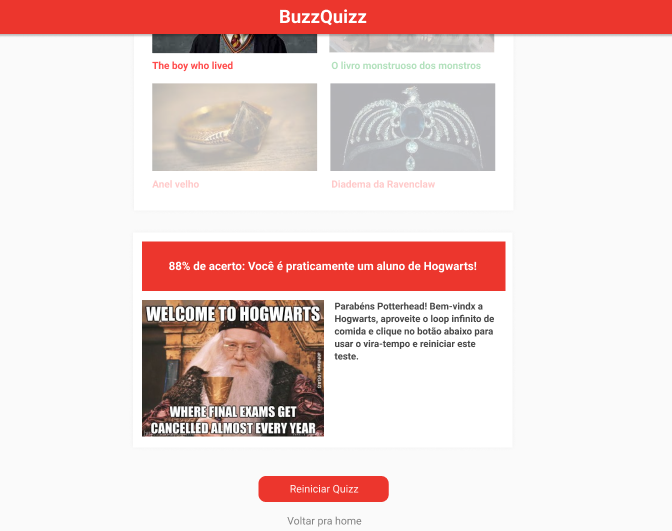 BuzzQuizz
The boy who lived
O livro monstruoso dos monstros
Anel velho
Diadema da Ravenclaw
88% de acerto: Você é praticamente um aluno de Hogwarts!
WELCOME TO HOGWARTS
WHERE FINAL EXAMS GET
CANCELLED ALMOST EVERY YEAR
Parabéns Potterhead! Bem-vindx a
Hogwarts, aproveite o loop infinito de
comida e clique no botão abaixo para
usar o vira-tempo e reiniciar este
teste.
Reiniciar Quizz
Voltar pra home